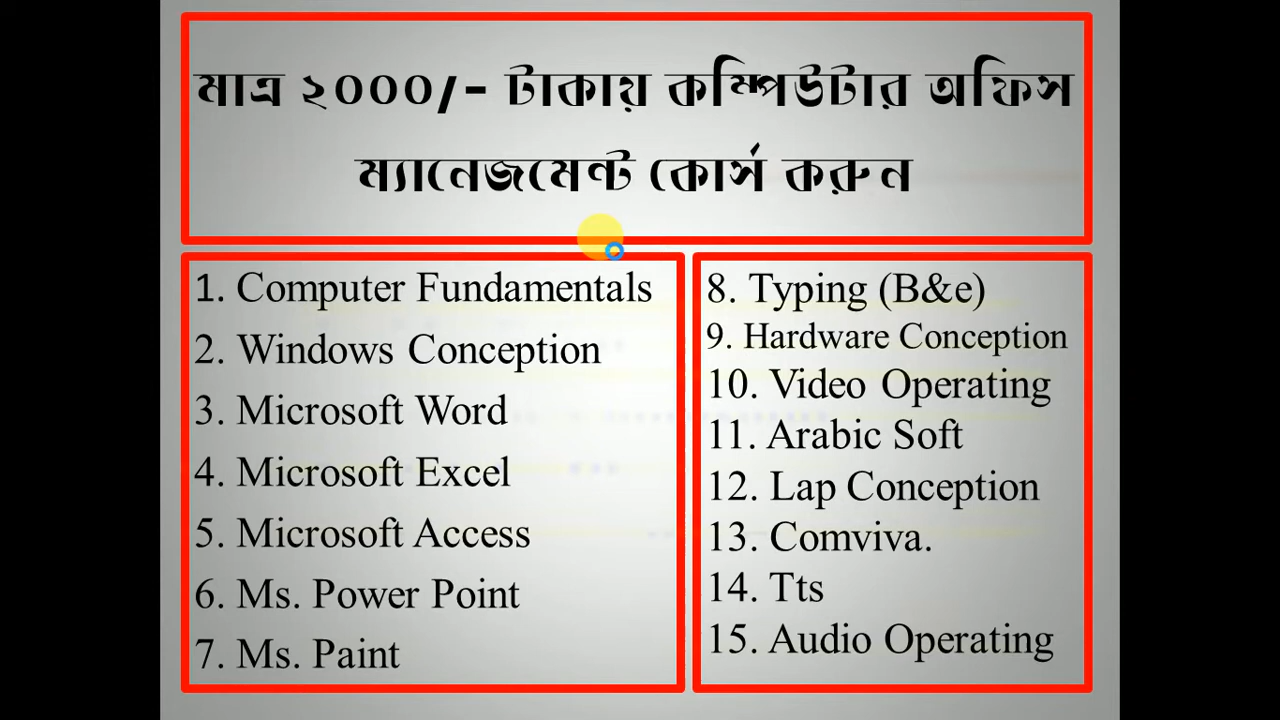 মাত্র ২০০০/- টাকায় কম্পিউটার অফিস
ম্যানেজমেন্ট কোর্স করুন
1. Computer Fundamentals
2. Windows Conception
3. Microsoft Word
4. Microsoft Excel
5. Microsoft Access
6. Ms. Power Point
7. Ms. Paint
8. Typing (B&e)
9. Hardware Conception
10. Video Operating
11. Arabic Soft
12. Lap Conception
13. Comviva.
14. Tts
15. Audio Operating